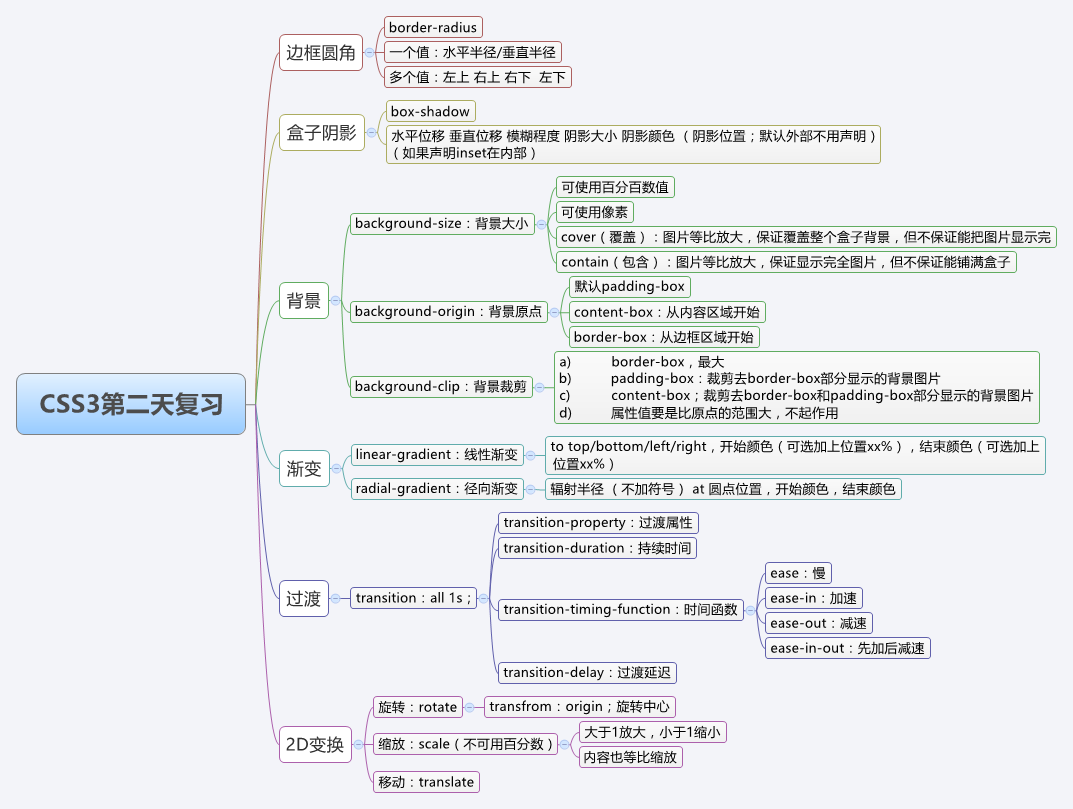 CSS3第二天复习
边框圆角
border-radius
一个值：水平半径/垂直半径
多个值：左上 右上 右下  左下
盒子阴影
box-shadow
水平位移 垂直位移 模糊程度 阴影大小 阴影颜色 （阴影位置；默认外部不用声明）
（如果声明inset在内部）
背景
background-size：背景大小
可使用百分百数值
可使用像素
cover（覆盖）：图片等比放大，保证覆盖整个盒子背景，但不保证能把图片显示完
contain（包含）：图片等比放大，保证显示完全图片，但不保证能铺满盒子
background-origin：背景原点
默认padding-box
content-box：从内容区域开始
border-box：从边框区域开始
background-clip：背景裁剪
a) border-box，最大
b) padding-box：裁剪去border-box部分显示的背景图片
c) content-box；裁剪去border-box和padding-box部分显示的背景图片
d) 属性值要是比原点的范围大，不起作用
渐变
linear-gradient：线性渐变
to top/bottom/left/right，开始颜色（可选加上位置xx%），结束颜色（可选加上
位置xx%）
radial-gradient：径向渐变
辐射半径 （不加符号） at 圆点位置，开始颜色，结束颜色
过渡
transition：all 1s；
transition-property：过渡属性
transition-duration：持续时间
transition-timing-function：时间函数
ease：慢
ease-in：加速
ease-out：减速
ease-in-out：先加后减速
transition-delay：过渡延迟
2D变换
旋转：rotate
transfrom：origin；旋转中心
缩放：scale（不可用百分数）
大于1放大，小于1缩小
内容也等比缩放
移动：translate